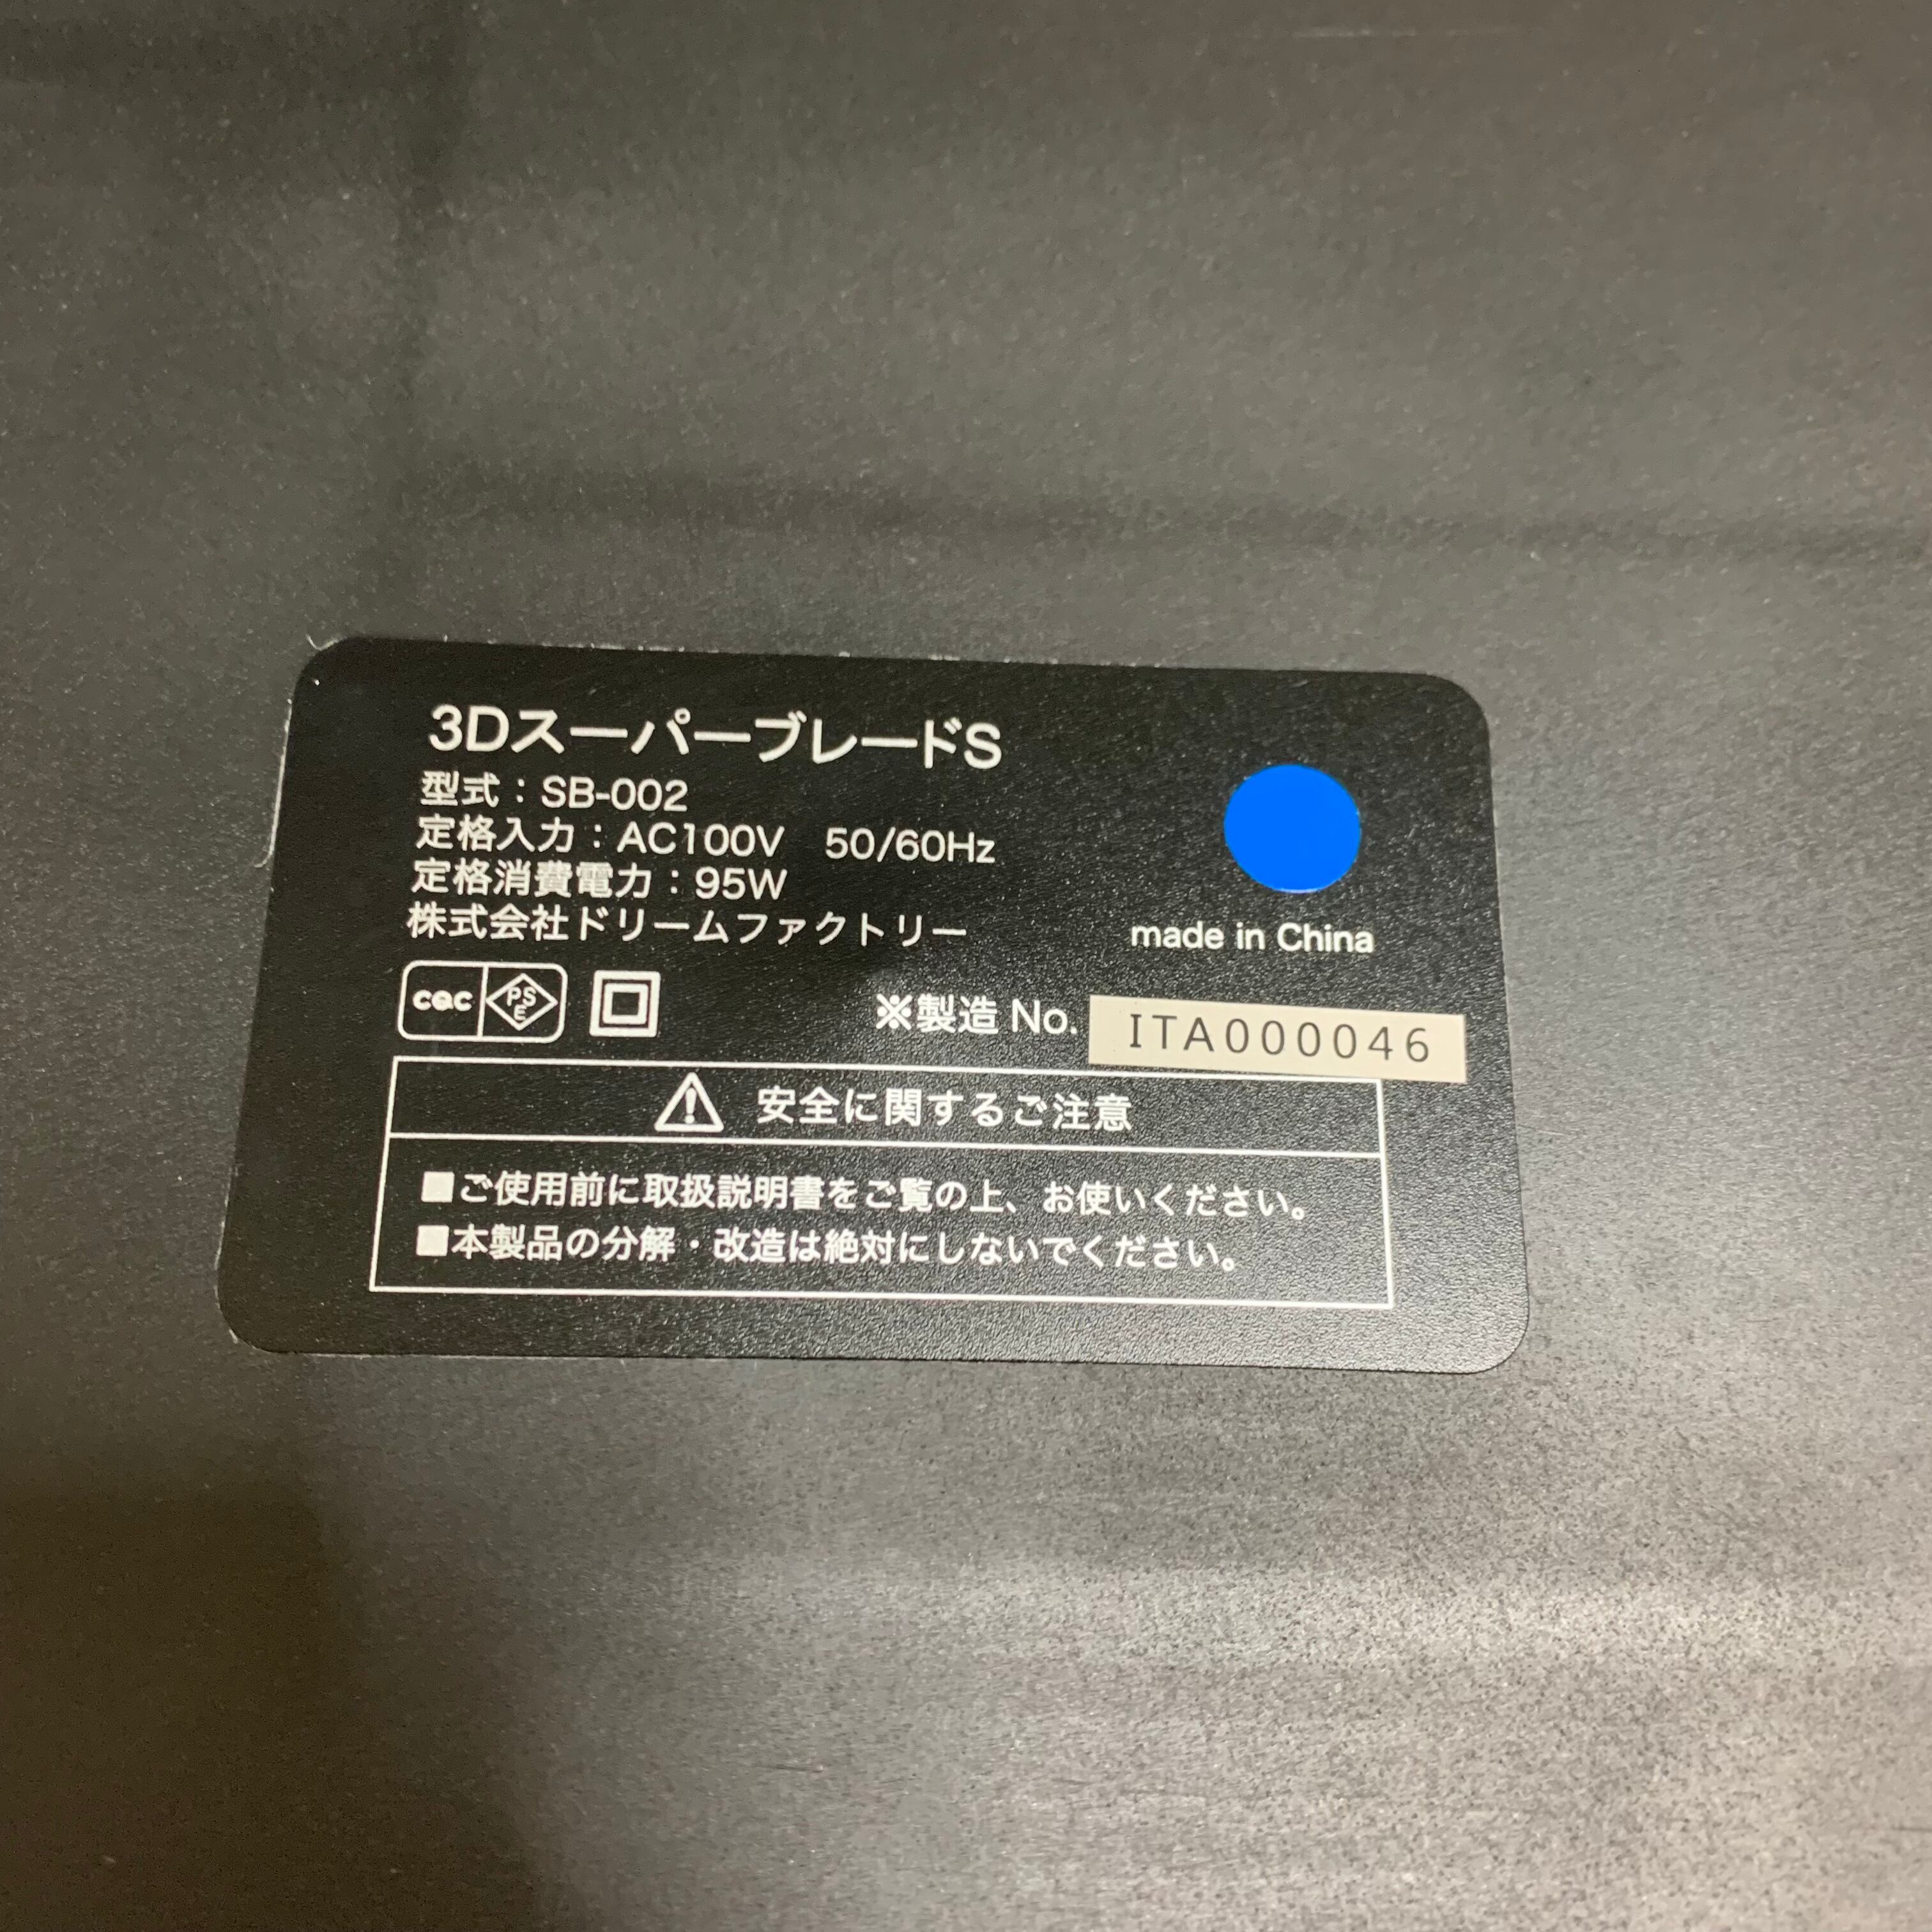 3DスーパーブレードS
型式：SB-002
定格入力：AC100V 50/60Hz
定格消費電力：95W
株式会社ドリームファクトリー
made in China
CQC PSE
※製造 No. ITA000046
安全に関するご注意
■ご使用前に取扱説明書をご覧の上、お使いください。
■本製品の分解・改造は絶対にしないでください。